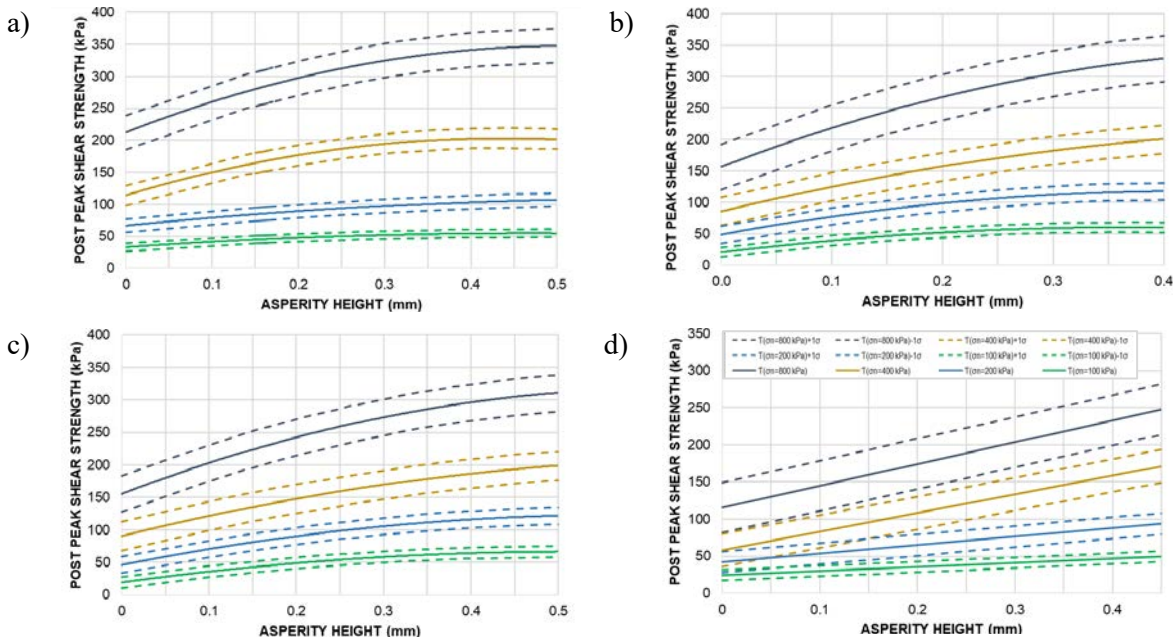 a)
POST PEAK SHEAR STRENGTH (kPa)
400
350
300
250
200
150
100
50
0
0 0.1 0.2 0.3 0.4 0.5
ASPERITY HEIGHT (mm)
b)
POST PEAK SHEAR STRENGTH (kPa)
400
350
300
250
200
150
100
50
0
0.0 0.1 0.2 0.3 0.4
ASPERITY HEIGHT (mm)
c)
POST PEAK SHEAR STRENGTH (kPa)
400
350
300
250
200
150
100
50
0
0 0.1 0.2 0.3 0.4 0.5
ASPERITY HEIGHT (mm)
d)
POST PEAK SHEAR STRENGTH (kPa)
350
300
250
200
150
100
50
0
T(σn=800 kPa)+1σ T(σn=800 kPa)-1σ T(σn=400 kPa)+1σ T(σn=400 kPa)-1σ
T(σn=200 kPa)+1σ T(σn=200 kPa)-1σ T(σn=100 kPa)+1σ T(σn=100 kPa)-1σ
T(σn=800 kPa) T(σn=400 kPa) T(σn=200 kPa) T(σn=100 kPa)
0 0.1 0.2 0.3 0.4
ASPERITY HEIGHT (mm)